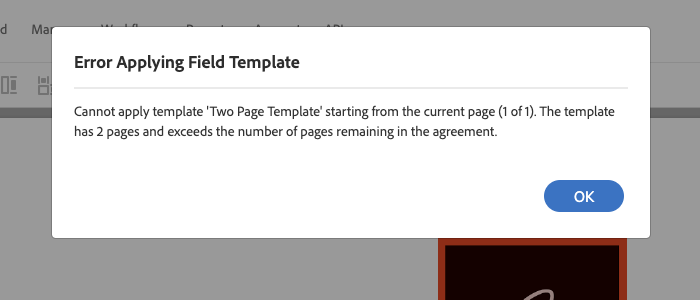 Error Applying Field Template
Cannot apply template 'Two Page Template' starting from the current page (1 of 1). The template
has 2 pages and exceeds the number of pages remaining in the agreement.
OK